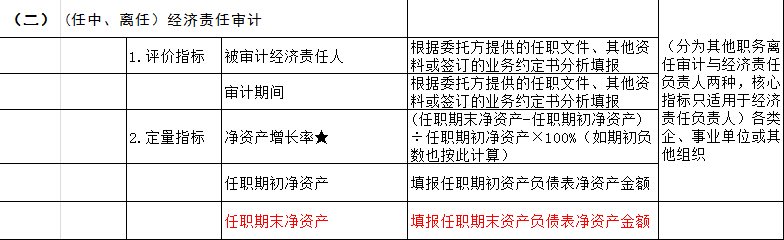 （二）（任中、离任）经济责任审计
1.评价指标
被审计经济责任人
根据委托方提供的任职文件、其他资
料或签订的业务约定书分析填报
审计期间
根据委托方提供的任职文件、其他资
料或签订的业务约定书分析填报
2.定量指标
净资产增长率★
(任职期末净资产-任职期初净资产)
÷任职期初净资产×100%（如期初负
数也按此计算）
任职期初净资产
填报任职期初资产负债表净资产金额
任职期末净资产
填报任职期末资产负债表净资产金额
（分为其他职务离
任审计与经济责任
负责人两种，核心
指标只适用于经济
责任负责人）各类
企、事业单位或其
他组织